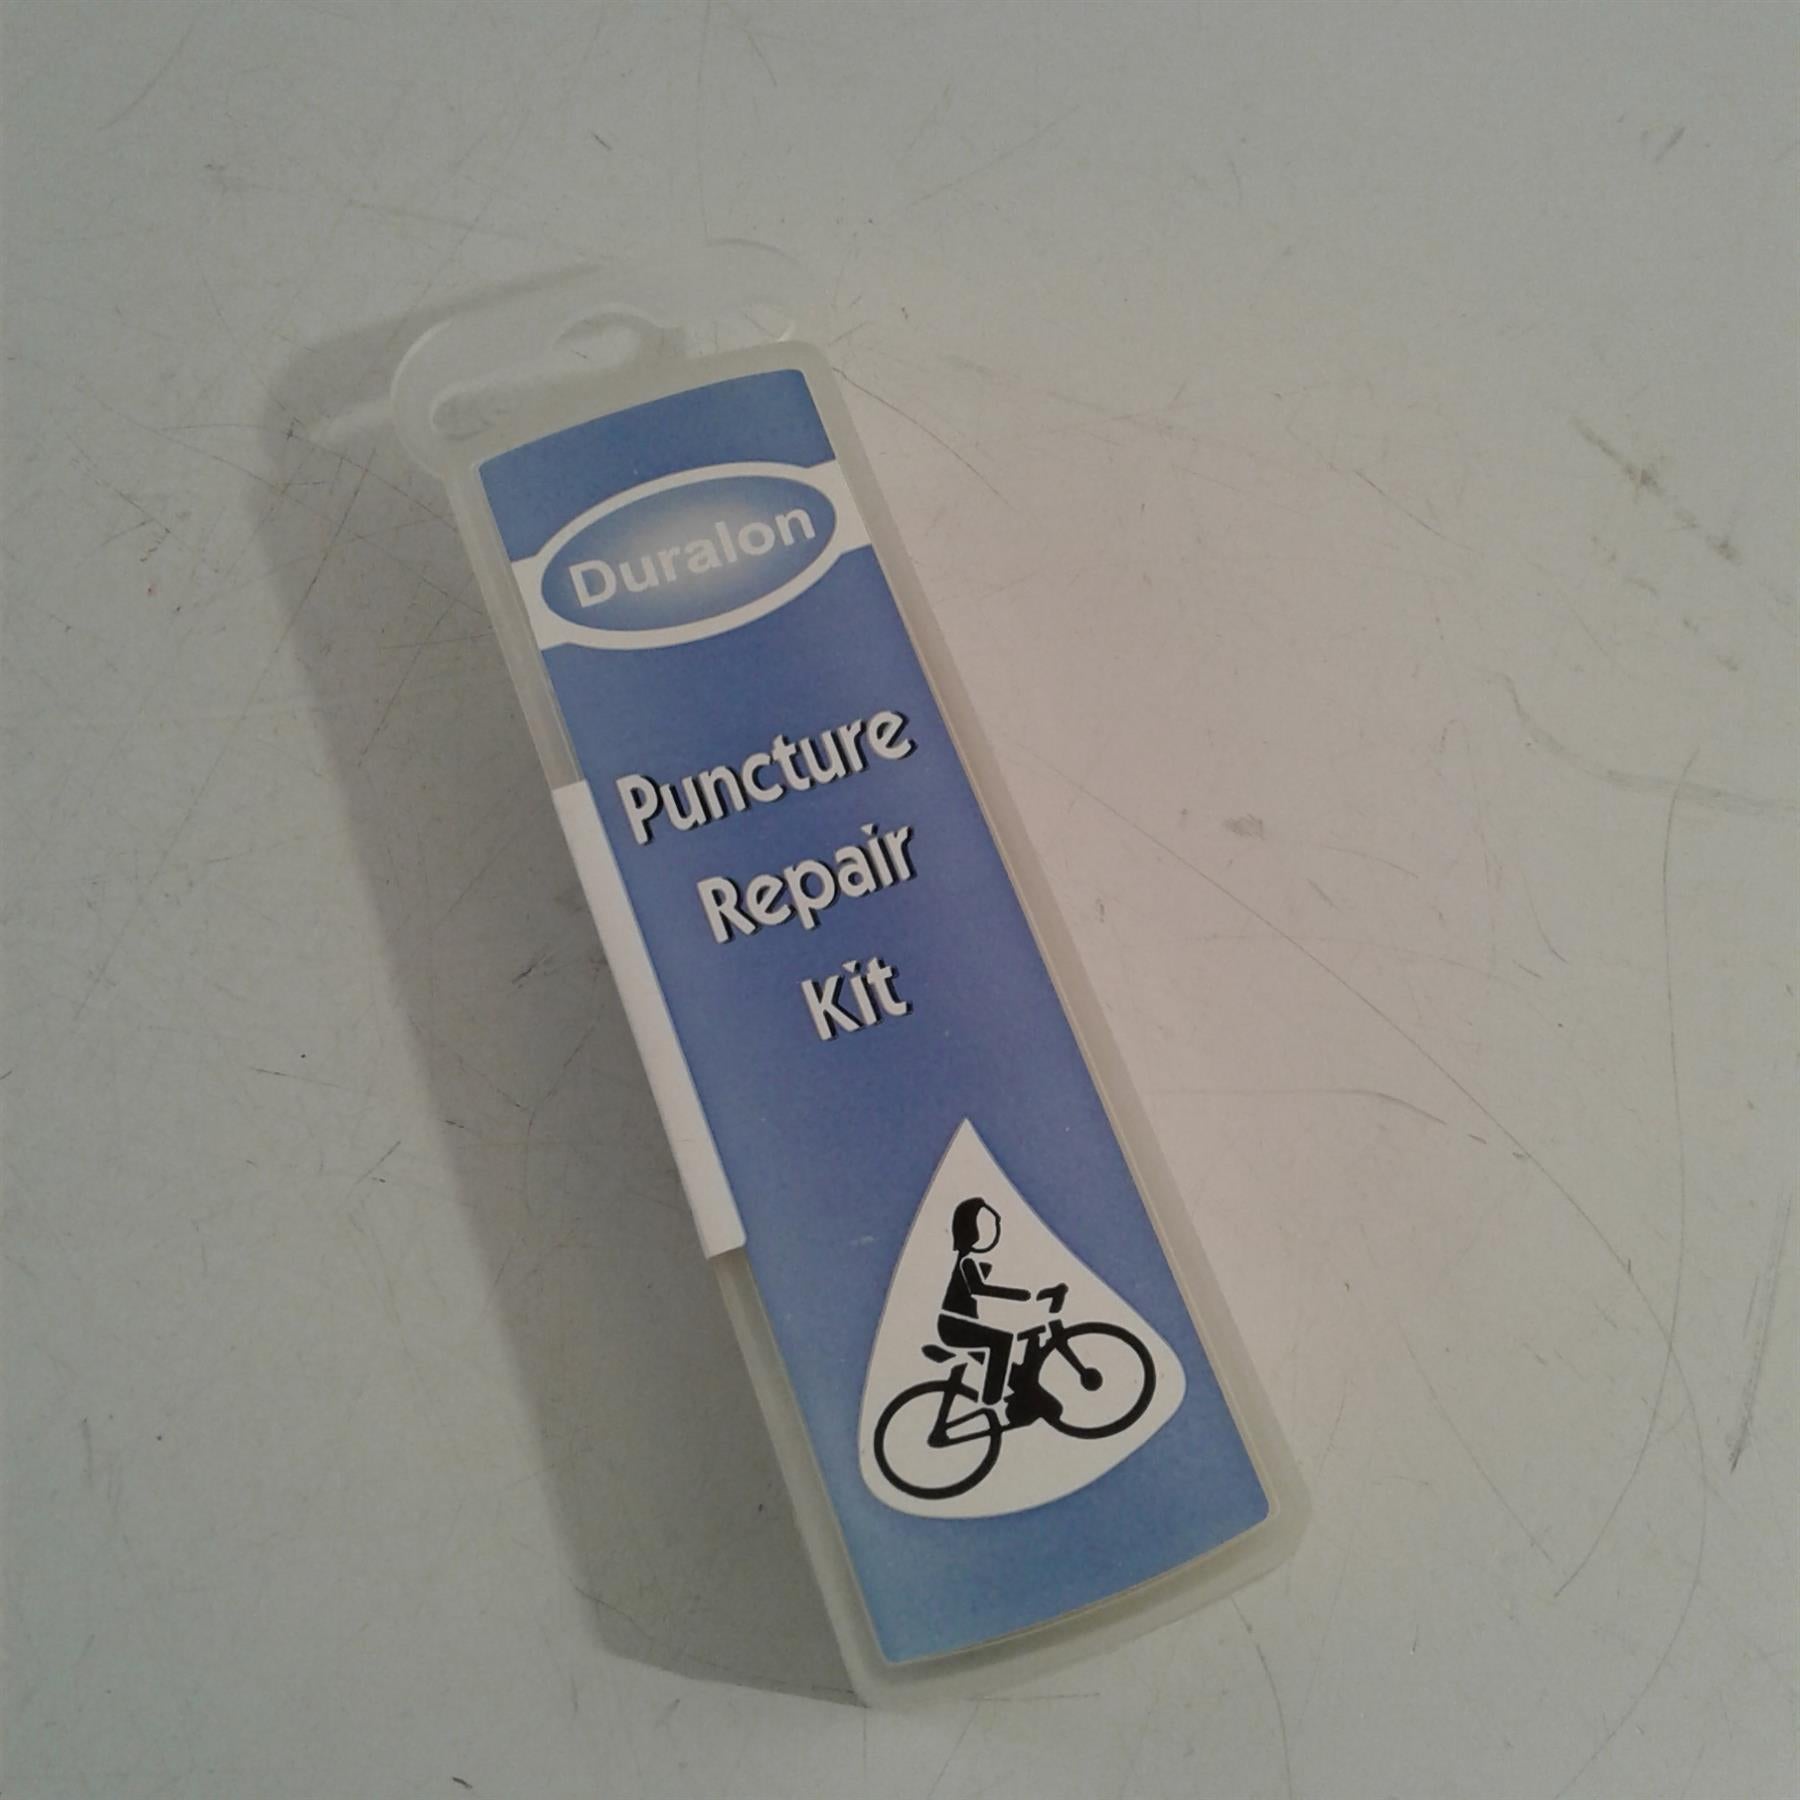 Duralon
Puncture
Repair
Kit